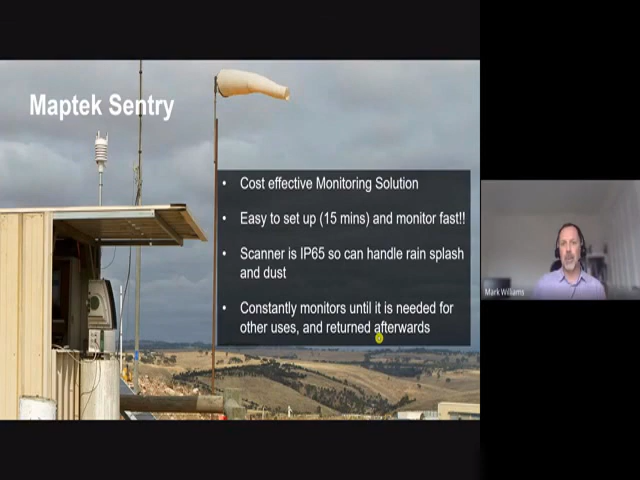 Maptek Sentry
• Cost effective Monitoring Solution
• Easy to set up (15 mins) and monitor fast!!
• Scanner is IP65 so can handle rain splash
and dust
• Constantly monitors until it is needed for
other uses, and returned afterwards
Mark Williams